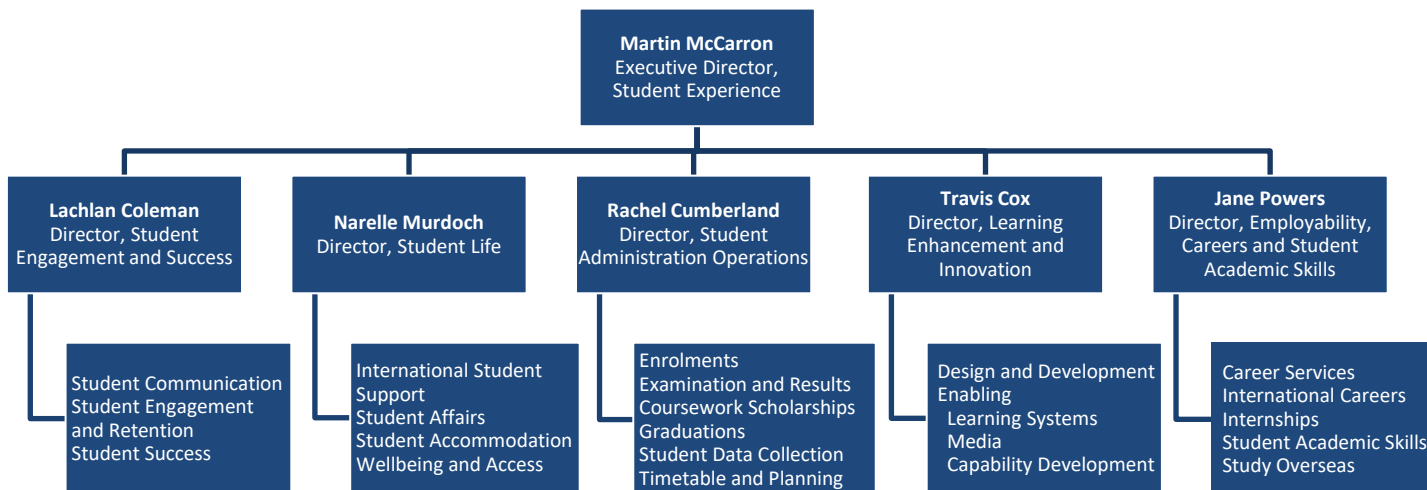 Martin McCarron
Executive Director,
Student Experience
Lachlan Coleman
Director, Student
Engagement and Success
Narelle Murdoch
Director, Student Life
Rachel Cumberland
Director, Student
Administration Operations
Travis Cox
Director, Learning
Enhancement and
Innovation
Jane Powers
Director, Employability,
Careers and Student
Academic Skills
Student Communication
Student Engagement
and Retention
Student Success
International Student
Support
Student Affairs
Student Accommodation
Wellbeing and Access
Enrolments
Examination and Results
Coursework Scholarships
Graduations
Student Data Collection
Timetable and Planning
Design and Development
Enabling
Learning Systems
Media
Capability Development
Career Services
International Careers
Internships
Student Academic Skills
Study Overseas